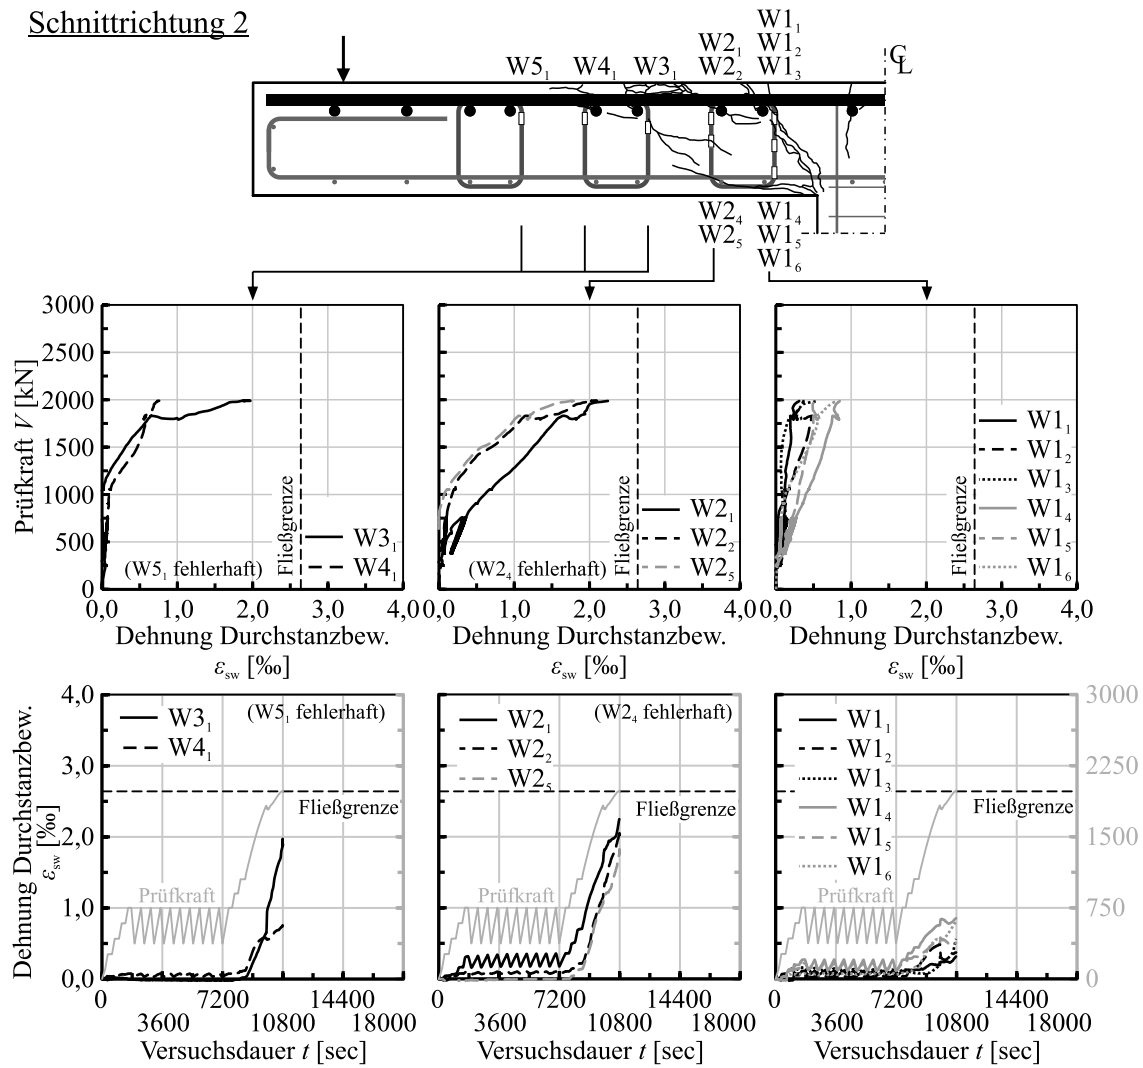 Schnittrichtung 2
W1₁
W2₁ W1₂
W5₁ W4₁ W3₁ W2₂ W1₃
℄
W2₄ W1₄
W2₅ W1₅
W1₆
Prüfkraft V [kN]
3000
2500
2000
1500
1000
500
0
Fließgrenze
W3₁
W4₁
(W5₁ fehlerhaft)
0,0 1,0 2,0 3,0 4,0
Dehnung Durchstanzbew.
εsw [‰]
Fließgrenze
W2₁
W2₂
W2₅
(W2₄ fehlerhaft)
0,0 1,0 2,0 3,0 4,0
Dehnung Durchstanzbew.
εsw [‰]
Fließgrenze
W1₁
W1₂
W1₃
W1₄
W1₅
W1₆
0,0 1,0 2,0 3,0 4,0
Dehnung Durchstanzbew.
εsw [‰]
Dehnung Durchstanzbew.
εsw [‰]
4,0
3,0
2,0
1,0
0,0
W3₁ (W5₁ fehlerhaft)
W4₁
Fließgrenze
Prüfkraft
0 7200 14400
3600 10800 18000
Versuchsdauer t [sec]
W2₁ (W2₄ fehlerhaft)
W2₂
W2₅
Fließgrenze
Prüfkraft
0 7200 14400
3600 10800 18000
Versuchsdauer t [sec]
W1₁
W1₂
W1₃
W1₄
W1₅
W1₆
Fließgrenze
Prüfkraft
3000
2250
1500
750
0
0 7200 14400
3600 10800 18000
Versuchsdauer t [sec]